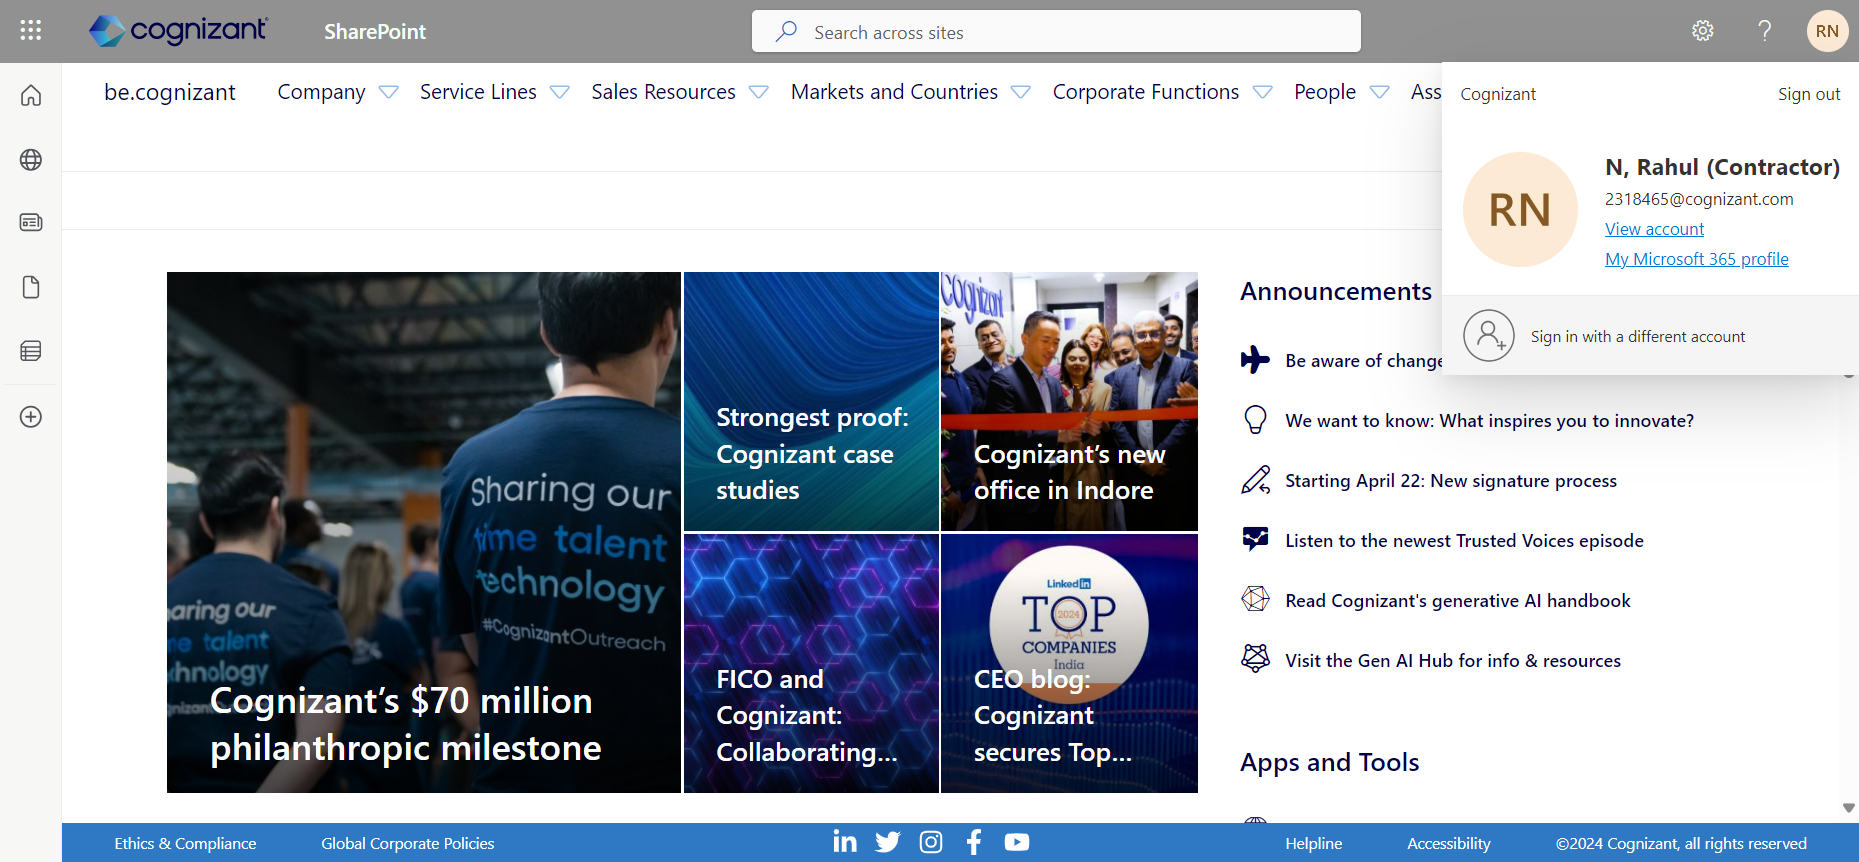 cognizant
SharePoint
Search across sites
RN
be.cognizant
Company
Service Lines
Sales Resources
Markets and Countries
Corporate Functions
People
Ass
Cognizant
Sign out
RN
N, Rahul (Contractor)
2318465@cognizant.com
View account
My Microsoft 365 profile
Sign in with a different account
Sharing our
time talent
technology
#CognizantOutreach
aring our
me talent
hnology
Cognizant’s $70 million
philanthropic milestone
Strongest proof:
Cognizant case
studies
cognizant
Cognizant’s new
office in Indore
FICO and
Cognizant:
Collaborating...
LinkedIn
TOP
2024
COMPANIES
India
CEO blog:
Cognizant
secures Top...
Announcements
Be aware of change
We want to know: What inspires you to innovate?
Starting April 22: New signature process
Listen to the newest Trusted Voices episode
Read Cognizant's generative AI handbook
Visit the Gen AI Hub for info & resources
Apps and Tools
Ethics & Compliance
Global Corporate Policies
Helpline
Accessibility
©2024 Cognizant, all rights reserved